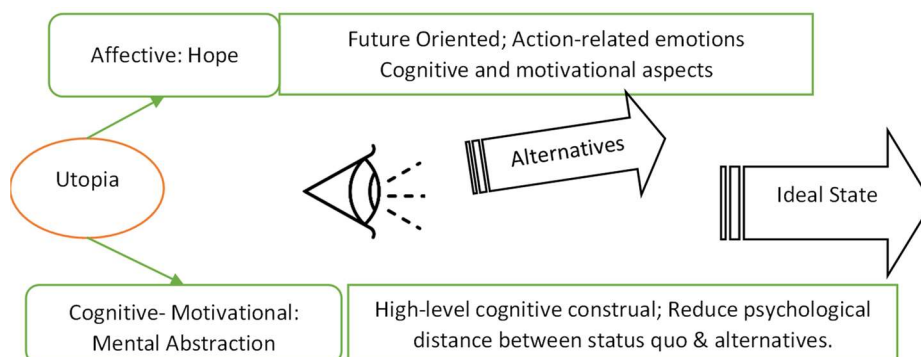 Affective: Hope
Future Oriented; Action-related emotions
Cognitive and motivational aspects
Utopia
Alternatives
Ideal State
Cognitive- Motivational:
Mental Abstraction
High-level cognitive construal; Reduce psychological
distance between status quo & alternatives.